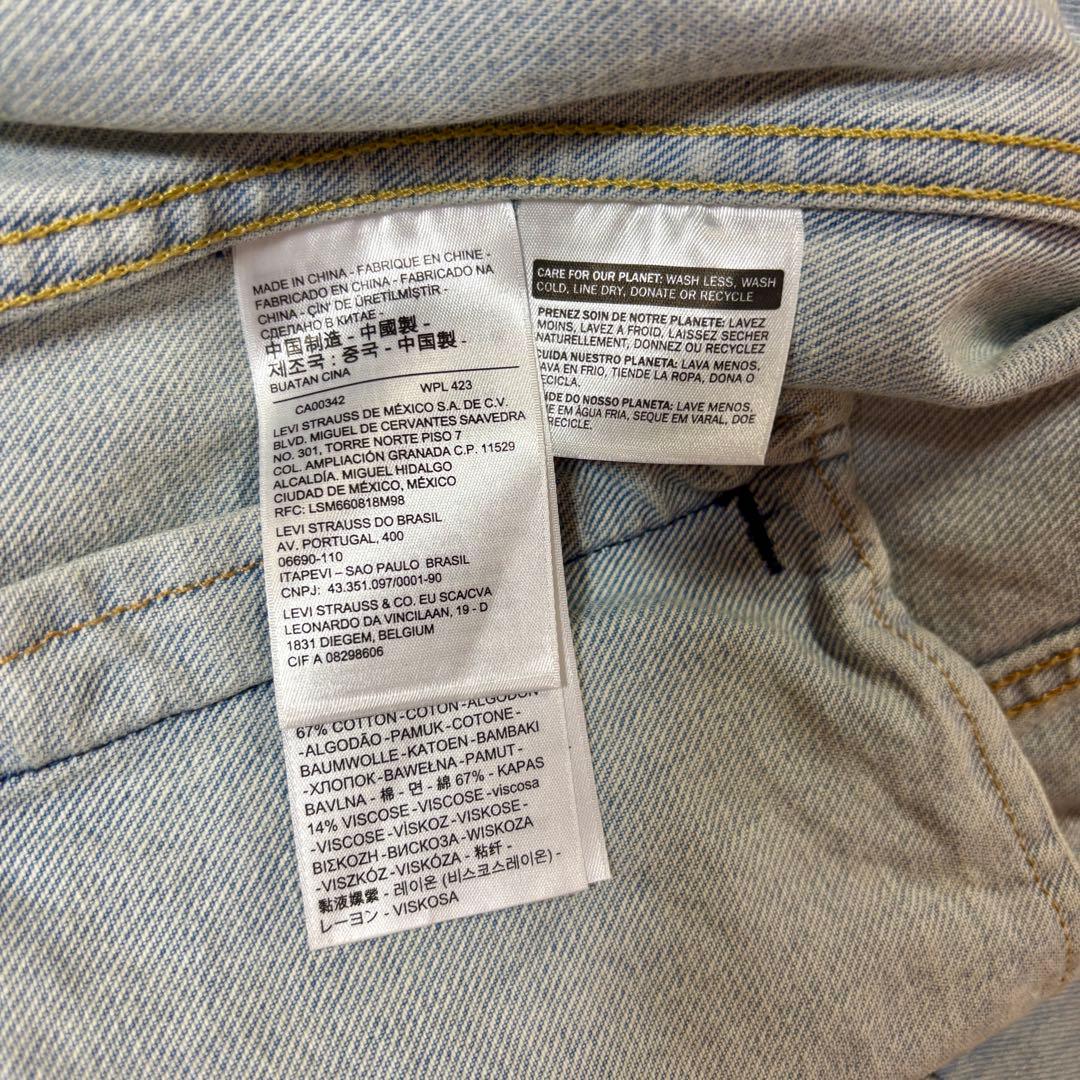 MADE IN CHINA - FABRIQUE EN CHINE -
FABRICADO EN CHINA - FABRICADO NA
CHINA - ÇİN' DE ÜRETİLMİŞTİR -
СДЕЛАНО В КИТАЕ -
中国制造 - 中國製 -
제조국 : 중국 - 中国製 -
BUATAN CINA
CA00342 WPL 423
LEVI STRAUSS DE MÉXICO S.A. DE C.V.
BLVD. MIGUEL DE CERVANTES SAAVEDRA
NO. 301, TORRE NORTE PISO 7
COL. AMPLIACIÓN GRANADA C.P. 11529
ALCALDÍA. MIGUEL HIDALGO
CIUDAD DE MÉXICO, MÉXICO
RFC: LSM660818M98
LEVI STRAUSS DO BRASIL
AV. PORTUGAL, 400
06690-110
ITAPEVI – SAO PAULO BRASIL
CNPJ: 43.351.097/0001-90
LEVI STRAUSS & CO. EU SCA/CVA
LEONARDO DA VINCILAAN, 19 - D
1831 DIEGEM, BELGIUM
CIF A 08298606
67% COTTON -COTON -ALGODÓN
-ALGODÃO -PAMUK -COTONE -
BAUMWOLLE -KATOEN -BAMBAKI
-ХЛОПОК -BAWEŁNA -PAMUT -
BAVLNA - 棉 - 면 - 綿 67% - KAPAS
14% VISCOSE -VISCOSE -viscosa
-VISCOSE -VİSKOZ -VISKOSE -
ΒΙΣΚΟΖΗ -ВИСКОЗА -WISKOZA
-VISZKÓZ -VISKÓZA - 粘纤 -
黏液嫘縈 - 레이온 (비스코스레이온) -
レーヨン - VISKOSA
CARE FOR OUR PLANET: WASH LESS, WASH
COLD, LINE DRY, DONATE OR RECYCLE
PRENEZ SOIN DE NOTRE PLANETE: LAVEZ
MOINS, LAVEZ A FROID, LAISSEZ SECHER
NATURELLEMENT, DONNEZ OU RECYCLEZ
CUIDA NUESTRO PLANETA: LAVA MENOS,
LAVA EN FRIO, TIENDE LA ROPA, DONA O
RECICLA.
DO NOSSO PLANETA: LAVE MENOS,
EM ÁGUA FRIA, SEQUE EM VARAL, DOE
RECICLE.